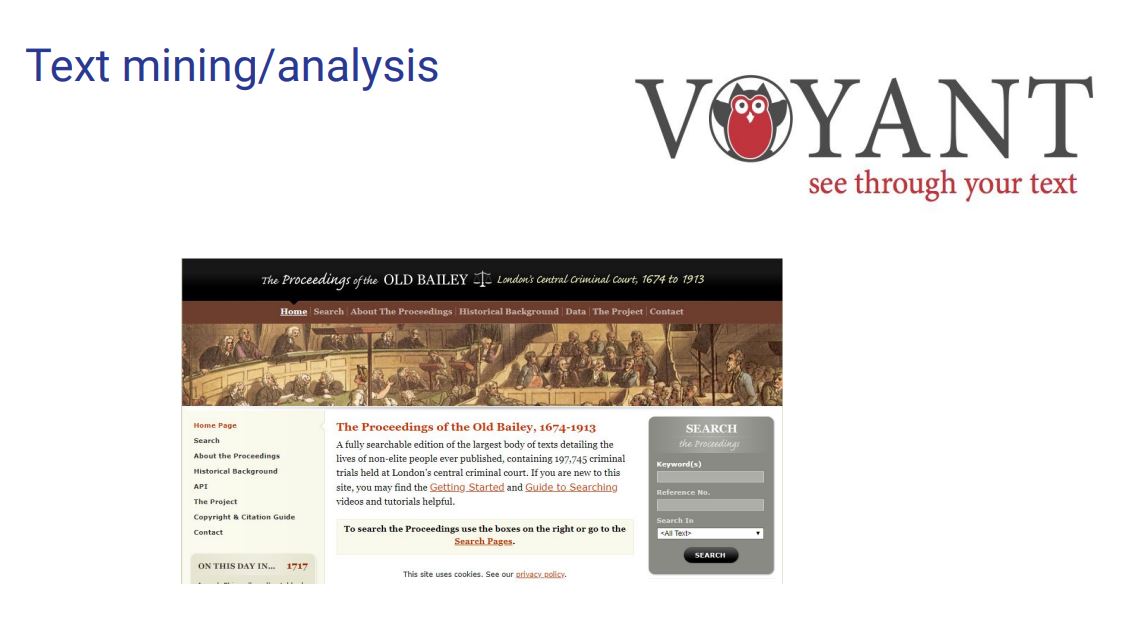 Text mining/analysis
VOYANT
see through your text
The Proceedings of the OLD BAILEY London's Central Criminal Court, 1674 to 1913
Home Search About The Proceedings Historical Background Data The Project Contact
Home Page
Search
About the Proceedings
Historical Background
API
The Project
Copyright & Citation Guide
Contact
ON THIS DAY IN... 1717
The Proceedings of the Old Bailey, 1674-1913
A fully searchable edition of the largest body of texts detailing the
lives of non-elite people ever published, containing 197,745 criminal
trials held at London's central criminal court. If you are new to this
site, you may find the Getting Started and Guide to Searching
videos and tutorials helpful.
To search the Proceedings use the boxes on the right or go to the
Search Pages.
This site uses cookies. See our privacy policy.
SEARCH
the Proceedings
Keyword(s)
Reference No.
Search In
<All Text>
SEARCH